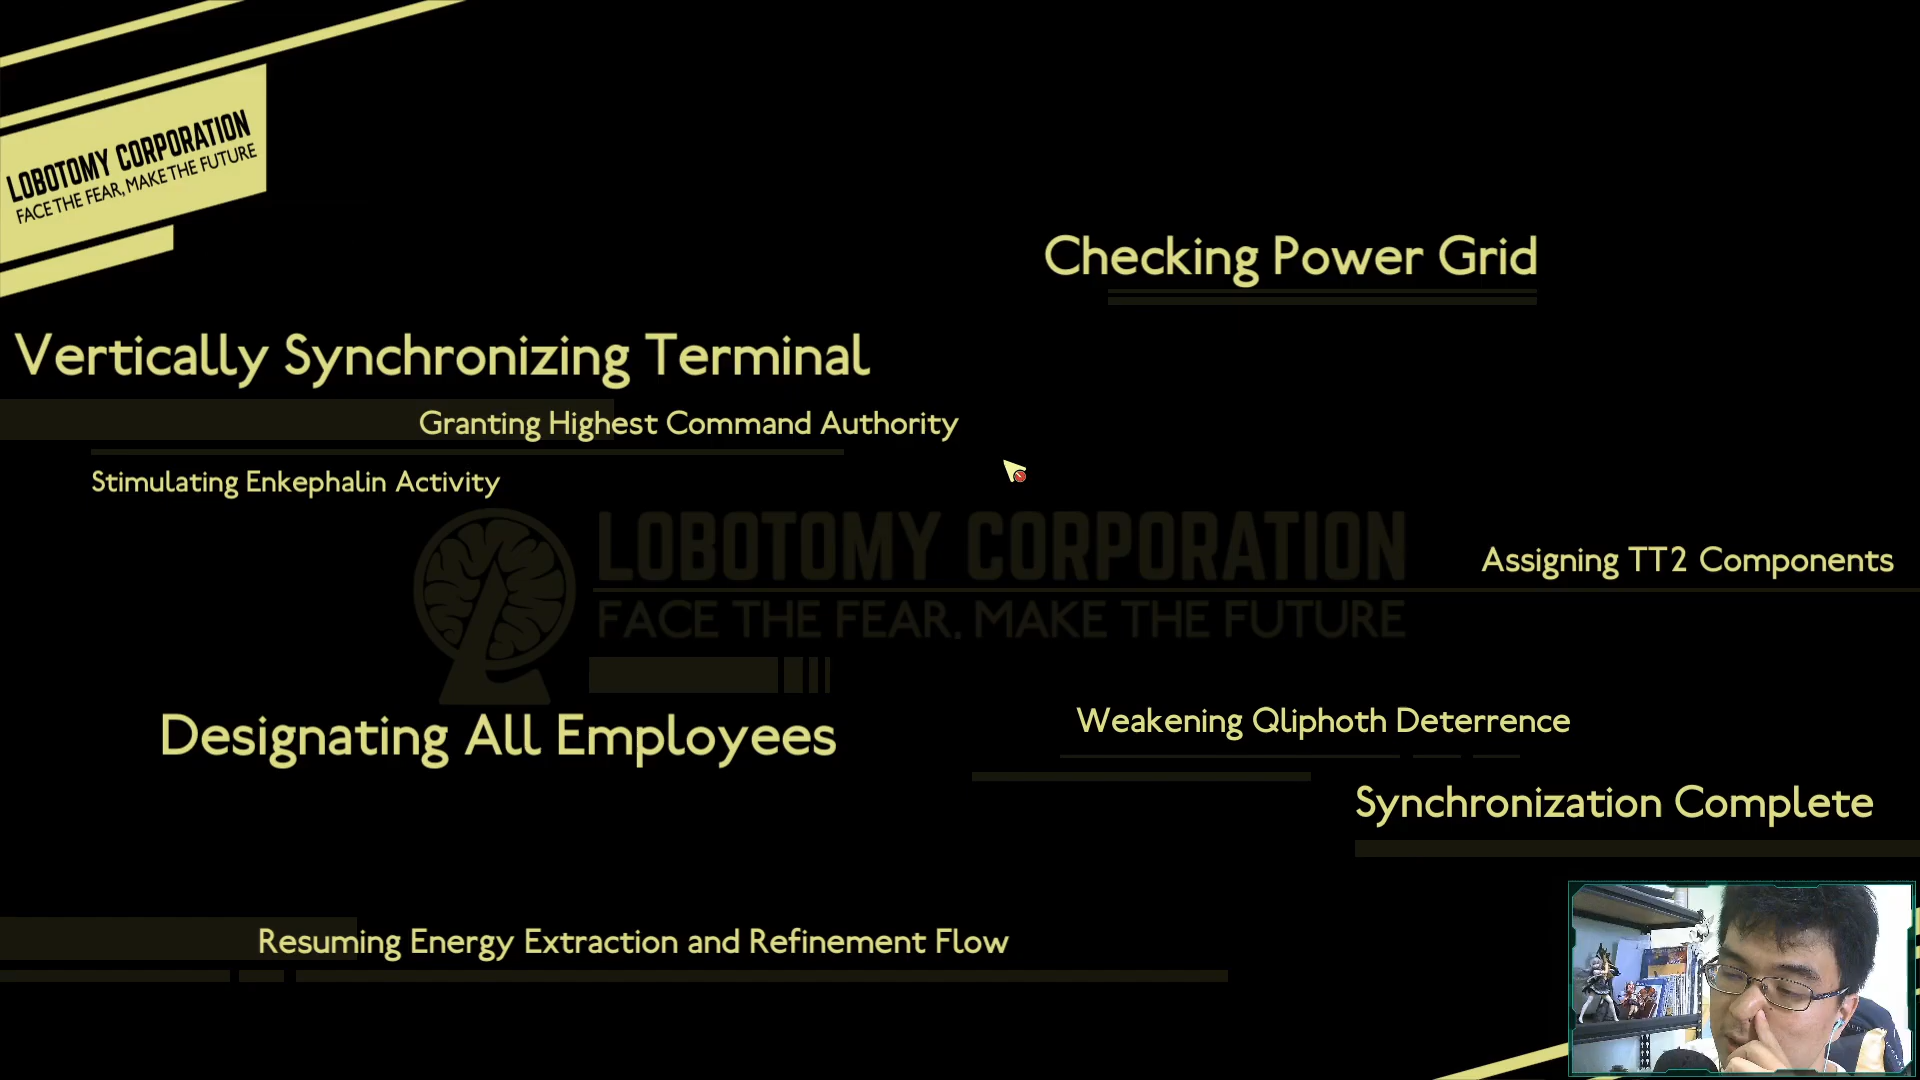 LOBOTOMY CORPORATION
FACE THE FEAR, MAKE THE FUTURE
Checking Power Grid
Vertically Synchronizing Terminal
Granting Highest Command Authority
Stimulating Enkephalin Activity
LOBOTOMY CORPORATION
FACE THE FEAR. MAKE THE FUTURE
Assigning TT2 Components
Designating All Employees
Weakening Qliphoth Deterrence
Synchronization Complete
Resuming Energy Extraction and Refinement Flow